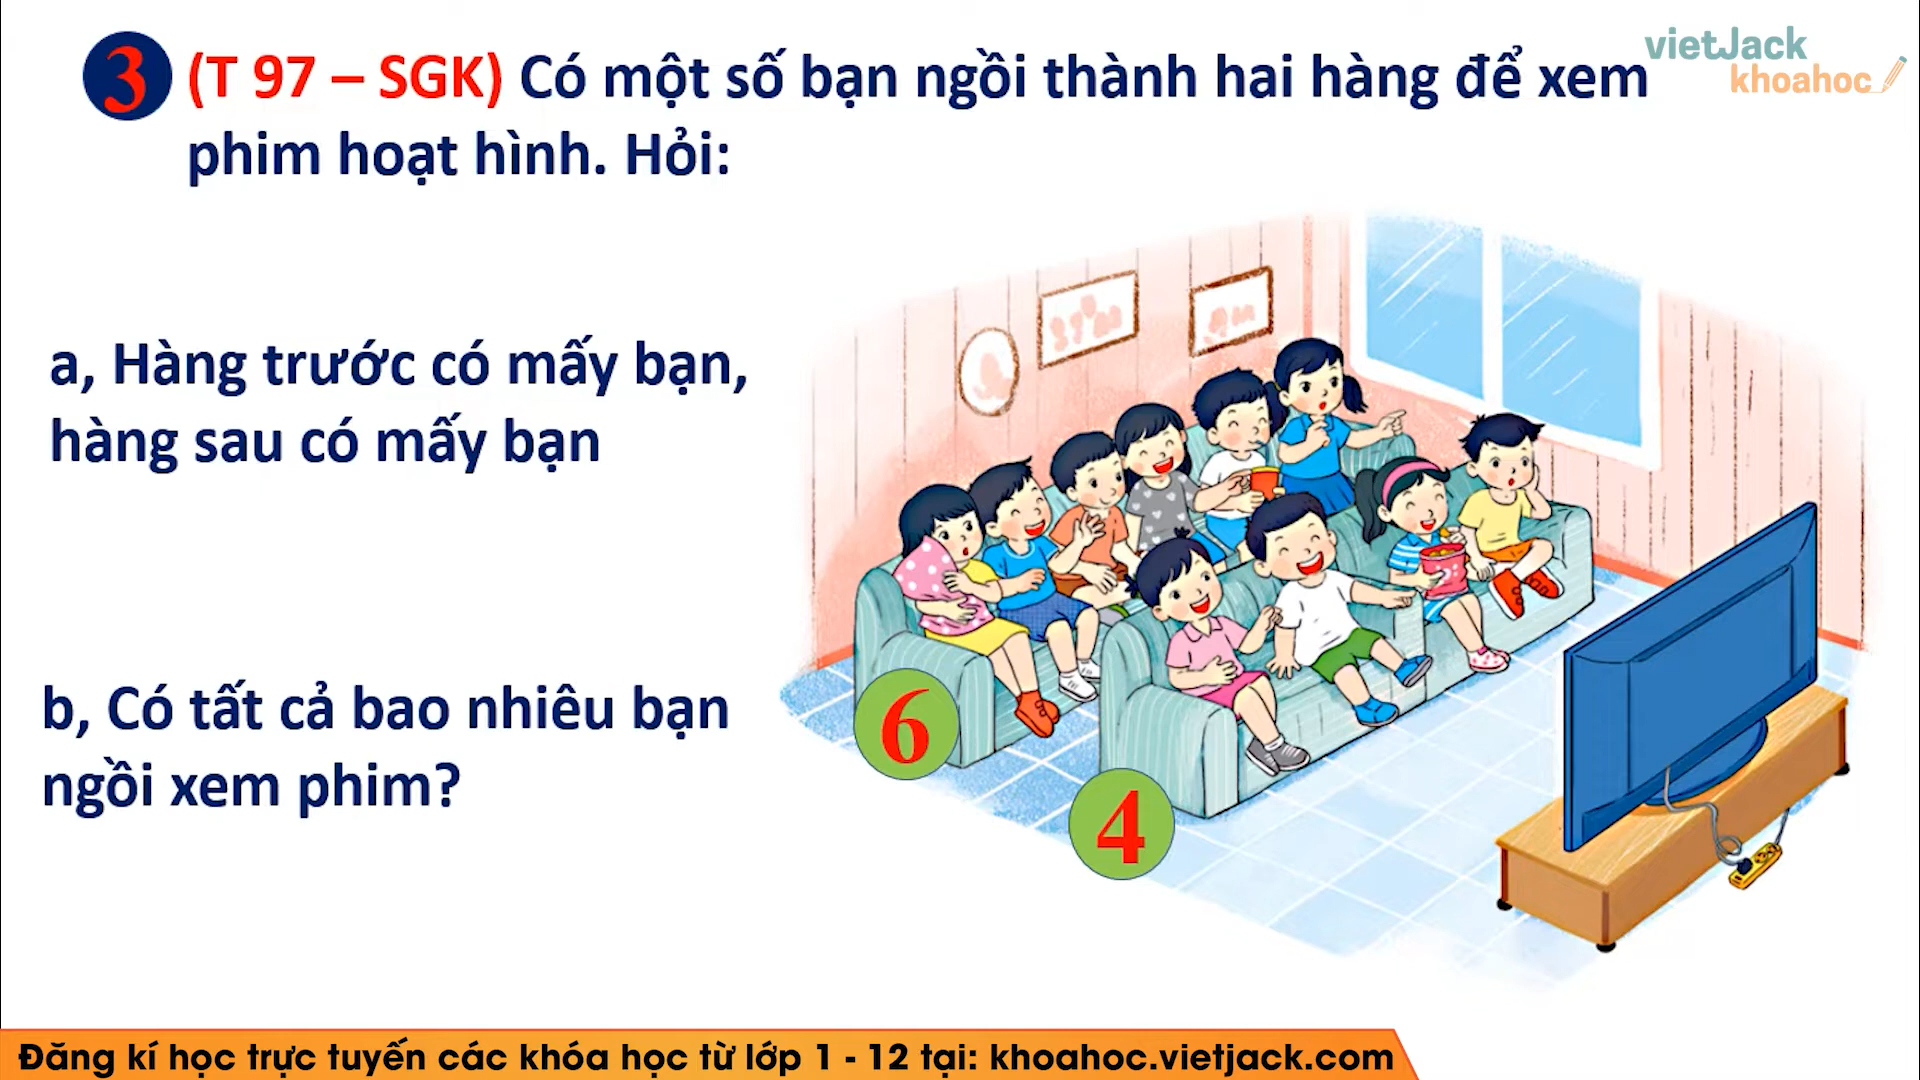 3 (T 97 – SGK) Có một số bạn ngồi thành hai hàng để xem
phim hoạt hình. Hỏi:
vietJack
khoahoc
a, Hàng trước có mấy bạn,
hàng sau có mấy bạn
b, Có tất cả bao nhiêu bạn
ngồi xem phim?
6
4
Đăng kí học trực tuyến các khóa học từ lớp 1 - 12 tại: khoahoc.vietjack.com